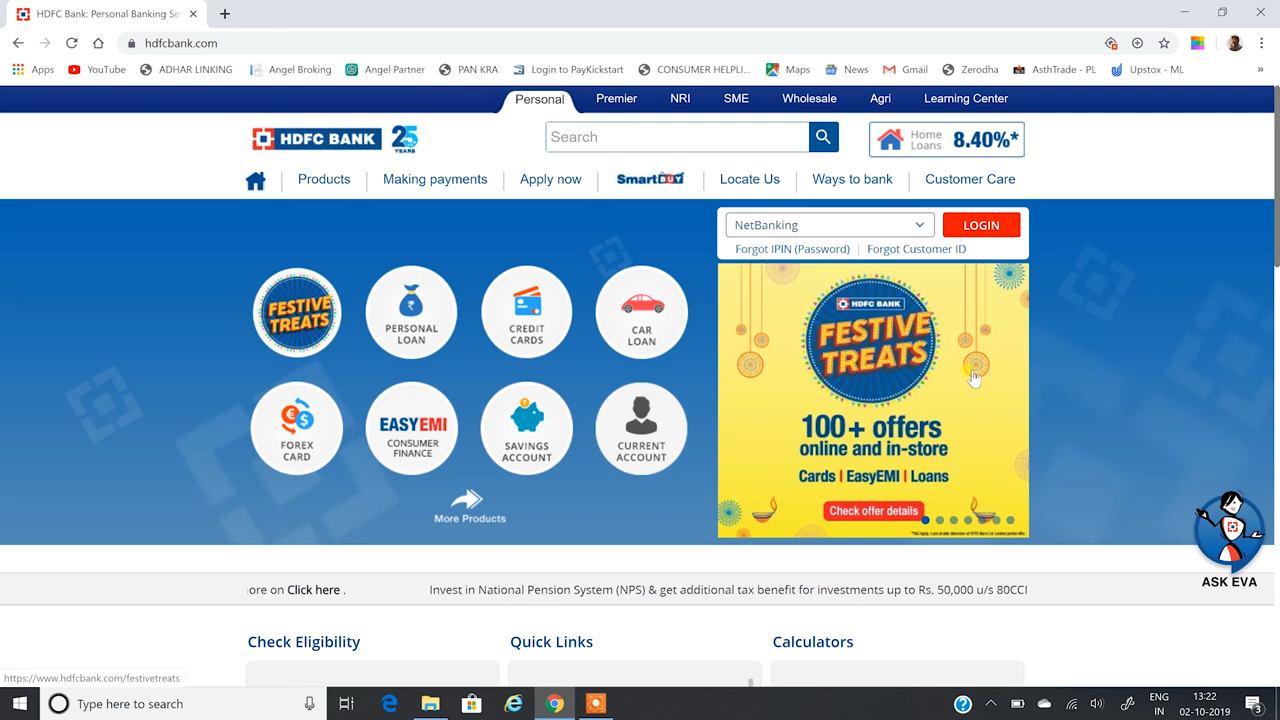 HDFC Bank: Personal Banking Se
hdfcbank.com
Apps YouTube ADHAR LINKING Angel Broking Angel Partner PAN KRA Login to PayKickstart CONSUMER HELPLI... Maps News Gmail Zerodha AsthTrade - PL Upstox - ML »
Personal Premier NRI SME Wholesale Agri Learning Center
HDFC BANK 25 YEARS
Search
Home Loans 8.40%*
Products Making payments Apply now SmartBUY Locate Us Ways to bank Customer Care
NetBanking LOGIN
Forgot IPIN (Password) Forgot Customer ID
FESTIVE TREATS
PERSONAL LOAN
CREDIT CARDS
CAR LOAN
FOREX CARD
EASYEMI CONSUMER FINANCE
SAVINGS ACCOUNT
CURRENT ACCOUNT
More Products
HDFC BANK
FESTIVE
TREATS
100+ offers
online and in-store
Cards | EasyEMI | Loans
Check offer details
ASK EVA
ore on Click here .
Invest in National Pension System (NPS) & get additional tax benefit for investments up to Rs. 50,000 u/s 80CCI
Check Eligibility Quick Links Calculators
https://www.hdfcbank.com/festivetreats
Type here to search
ENG
IN
13:22
02-10-2019
3